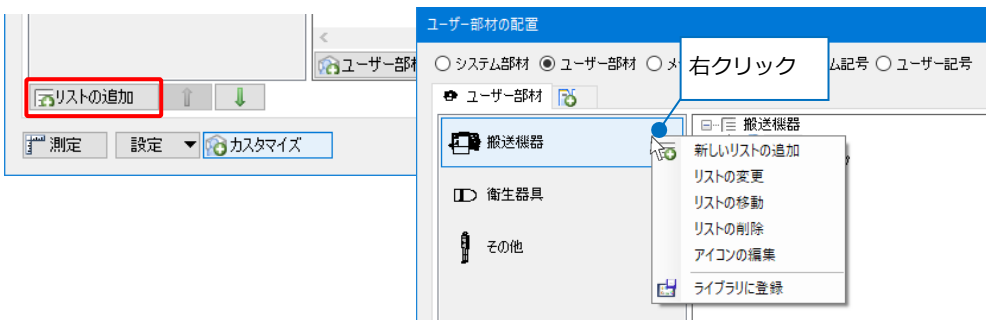 ユーザー部材
リストの追加
測定
設定
カスタマイズ
ユーザー部材の配置
システム部材
ユーザー部材
ム記号
ユーザー記号
右クリック
ユーザー部材
搬送機器
衛生器具
その他
搬送機器
新しいリストの追加
リストの変更
リストの移動
リストの削除
アイコンの編集
ライブラリに登録